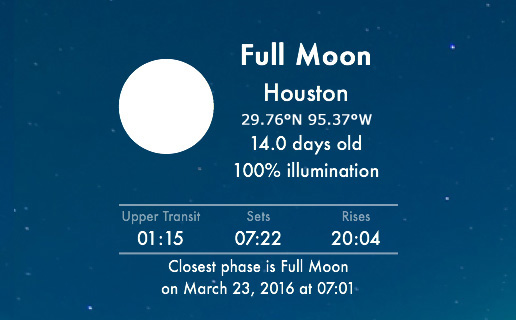 Full Moon
Houston
29.76°N 95.37°W
14.0 days old
100% illumination
Upper Transit Sets Rises
01:15 07:22 20:04
Closest phase is Full Moon
on March 23, 2016 at 07:01